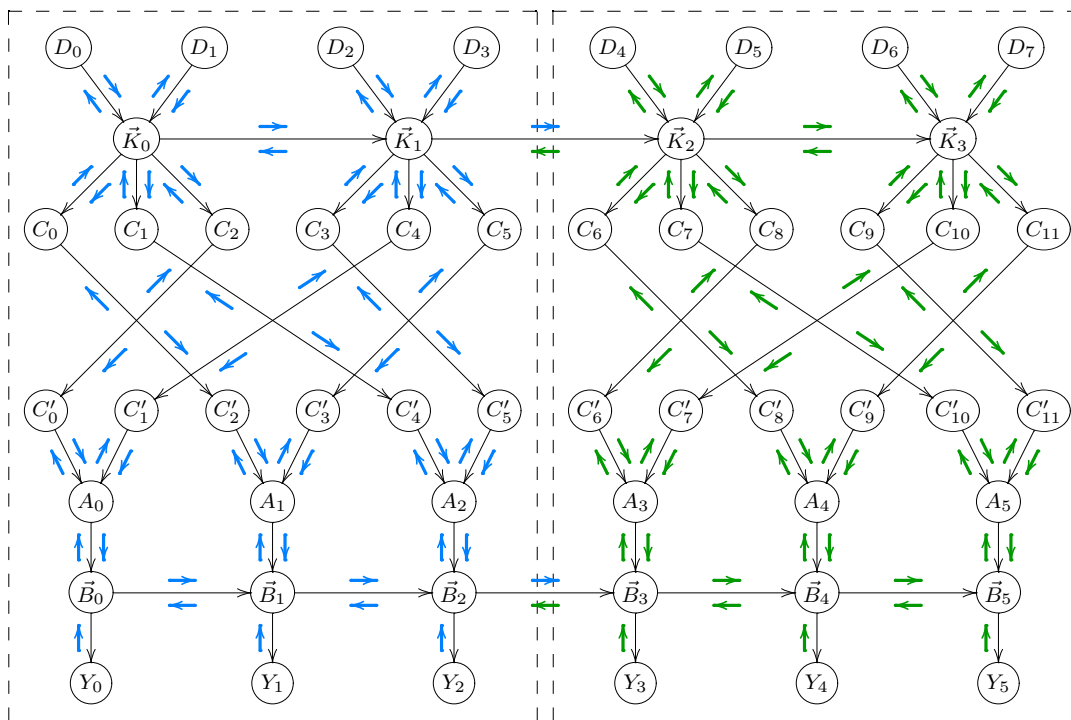 D₀ D₁ D₂ D₃ D₄ D₅ D₆ D₇
K⃗₀ K⃗₁ K⃗₂ K⃗₃
C₀ C₁ C₂ C₃ C₄ C₅ C₆ C₇ C₈ C₉ C₁₀ C₁₁
C′₀ C′₁ C′₂ C′₃ C′₄ C′₅ C′₆ C′₇ C′₈ C′₉ C′₁₀ C′₁₁
A₀ A₁ A₂ A₃ A₄ A₅
B⃗₀ B⃗₁ B⃗₂ B⃗₃ B⃗₄ B⃗₅
Y₀ Y₁ Y₂ Y₃ Y₄ Y₅